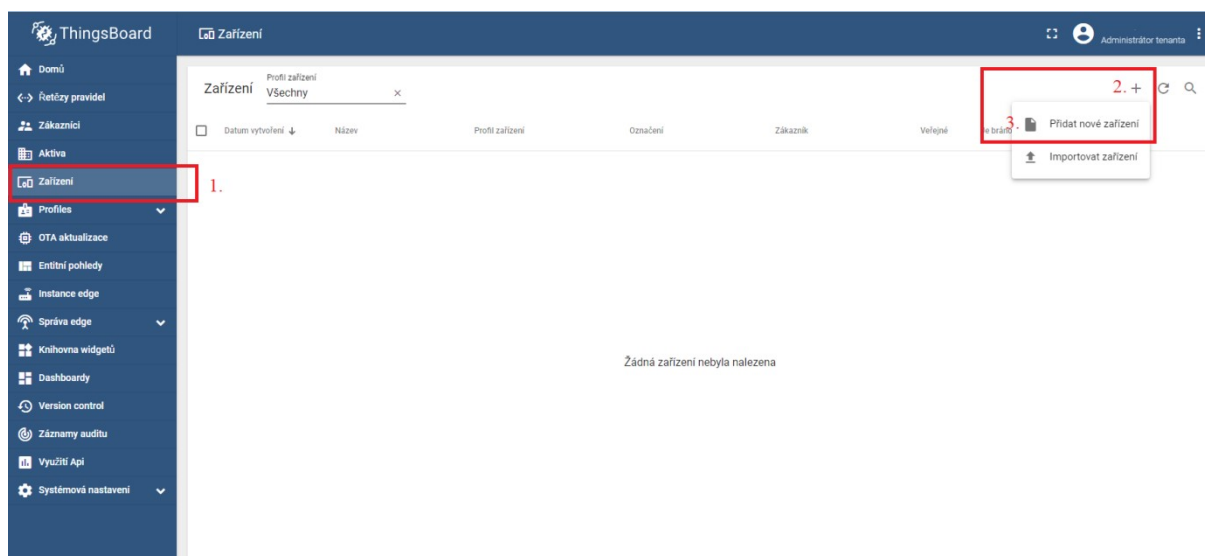 ThingsBoard
Zařízení
Administrátor tenanta
Domů
Řetězy pravidel
Zákazníci
Aktiva
Zařízení
1.
Profiles
OTA aktualizace
Entitní pohledy
Instance edge
Správa edge
Knihovna widgetů
Dashboardy
Version control
Záznamy auditu
Využití Api
Systémová nastavení
Zařízení
Profil zařízení
Všechny
2.
Datum vytvoření
Název
Profil zařízení
Označení
Zákazník
Veřejné
3.
Přidat nové zařízení
Importovat zařízení
Žádná zařízení nebyla nalezena